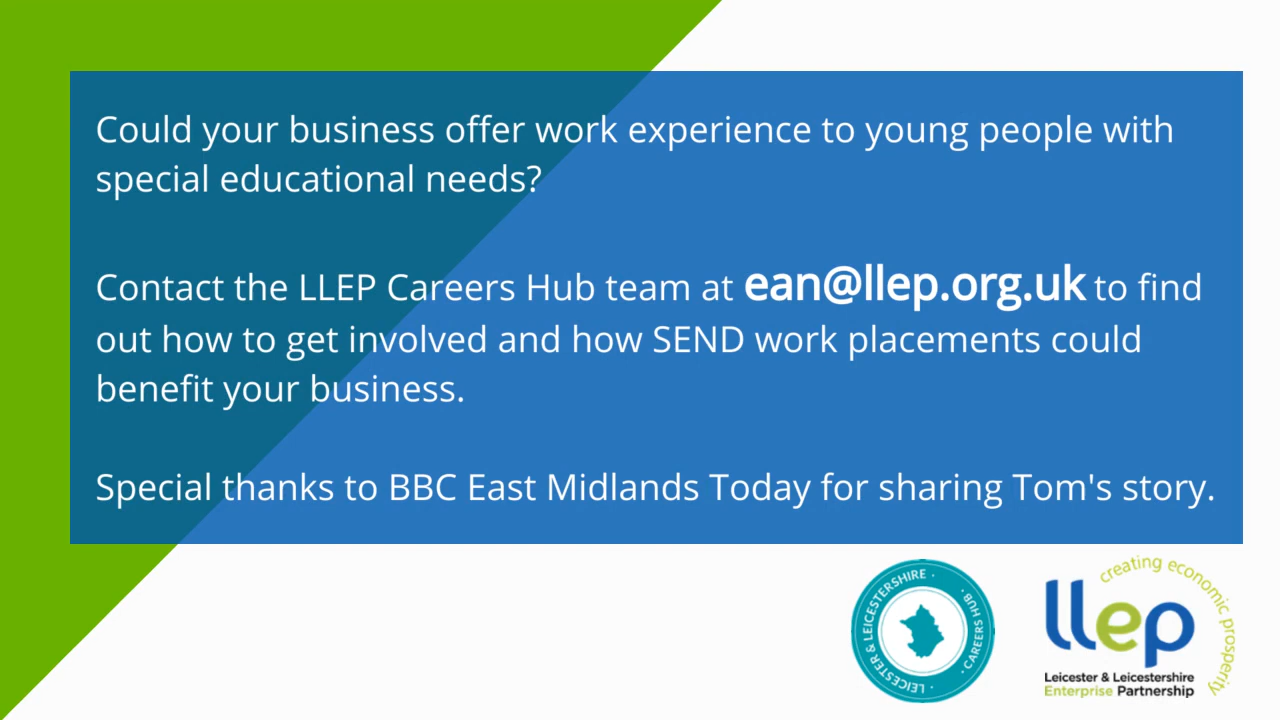 Could your business offer work experience to young people with
special educational needs?
Contact the LLEP Careers Hub team at ean@llep.org.uk to find
out how to get involved and how SEND work placements could
benefit your business.
Special thanks to BBC East Midlands Today for sharing Tom's story.
· LEICESTER & LEICESTERSHIRE ·
· CAREERS HUB ·
creating economic prosperity
llep
Leicester & Leicestershire
Enterprise Partnership